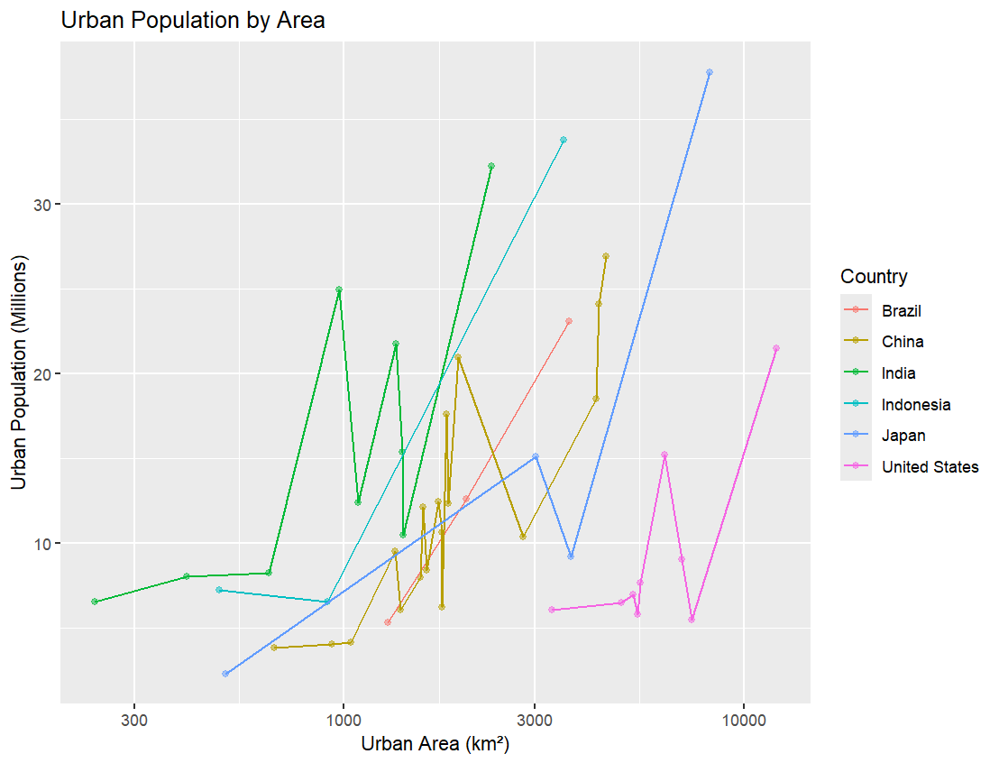 Urban Population by Area
Urban Population (Millions)
30
20
10
300
1000
3000
10000
Urban Area (km²)
Country
Brazil
China
India
Indonesia
Japan
United States